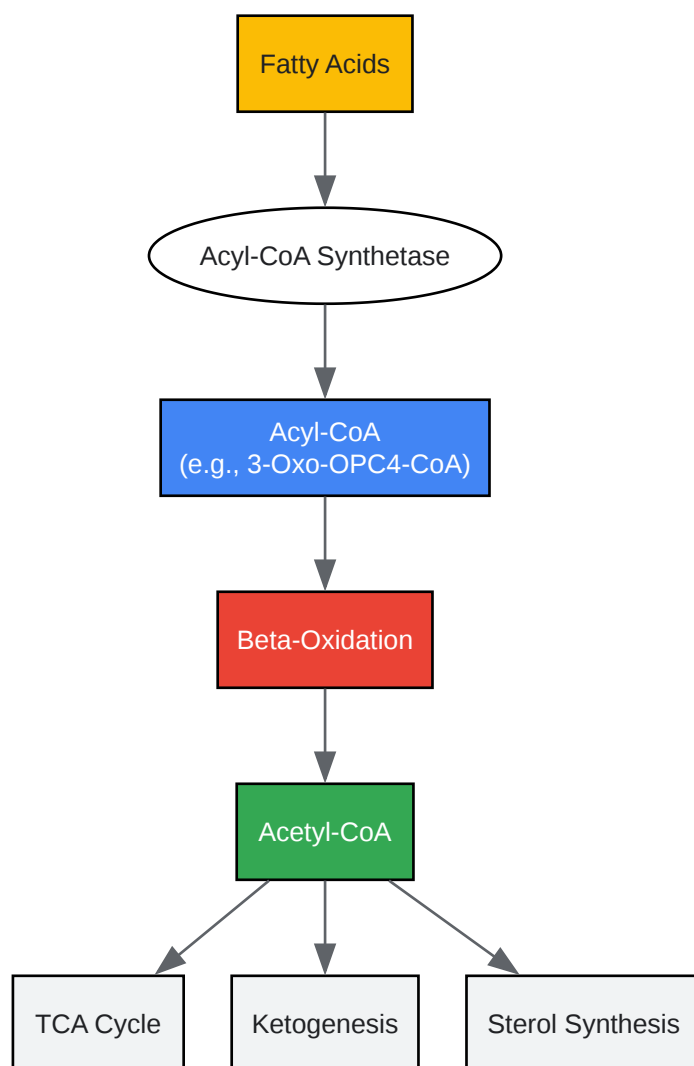 Fatty Acids
Acyl-CoA Synthetase
Acyl-CoA
(e.g., 3-Oxo-OPC4-CoA)
Beta-Oxidation
Acetyl-CoA
TCA Cycle
Ketogenesis
Sterol Synthesis